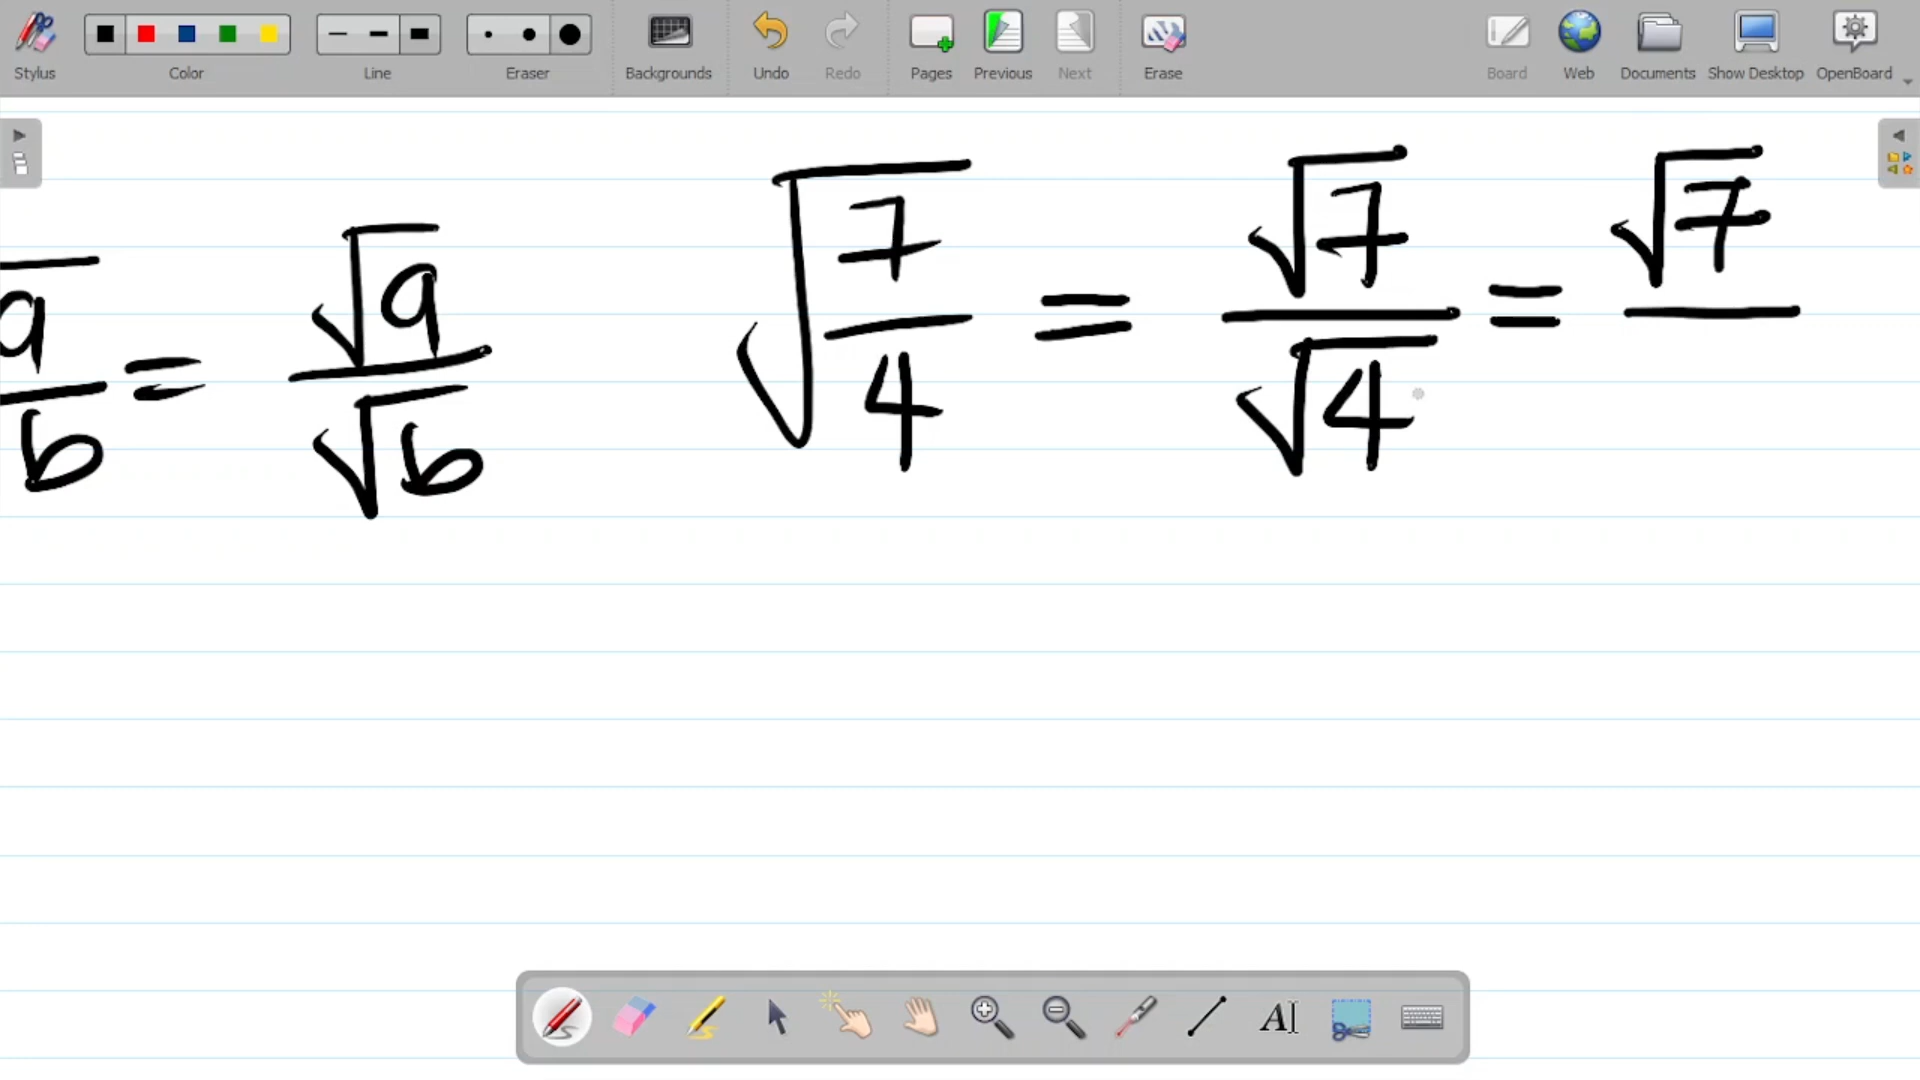 Stylus Color Line Eraser Backgrounds Undo Redo Pages Previous Next Erase Board Web Documents Show Desktop OpenBoard
a/b = √a/√b
√(7/4) = √7/√4 = √7/
A